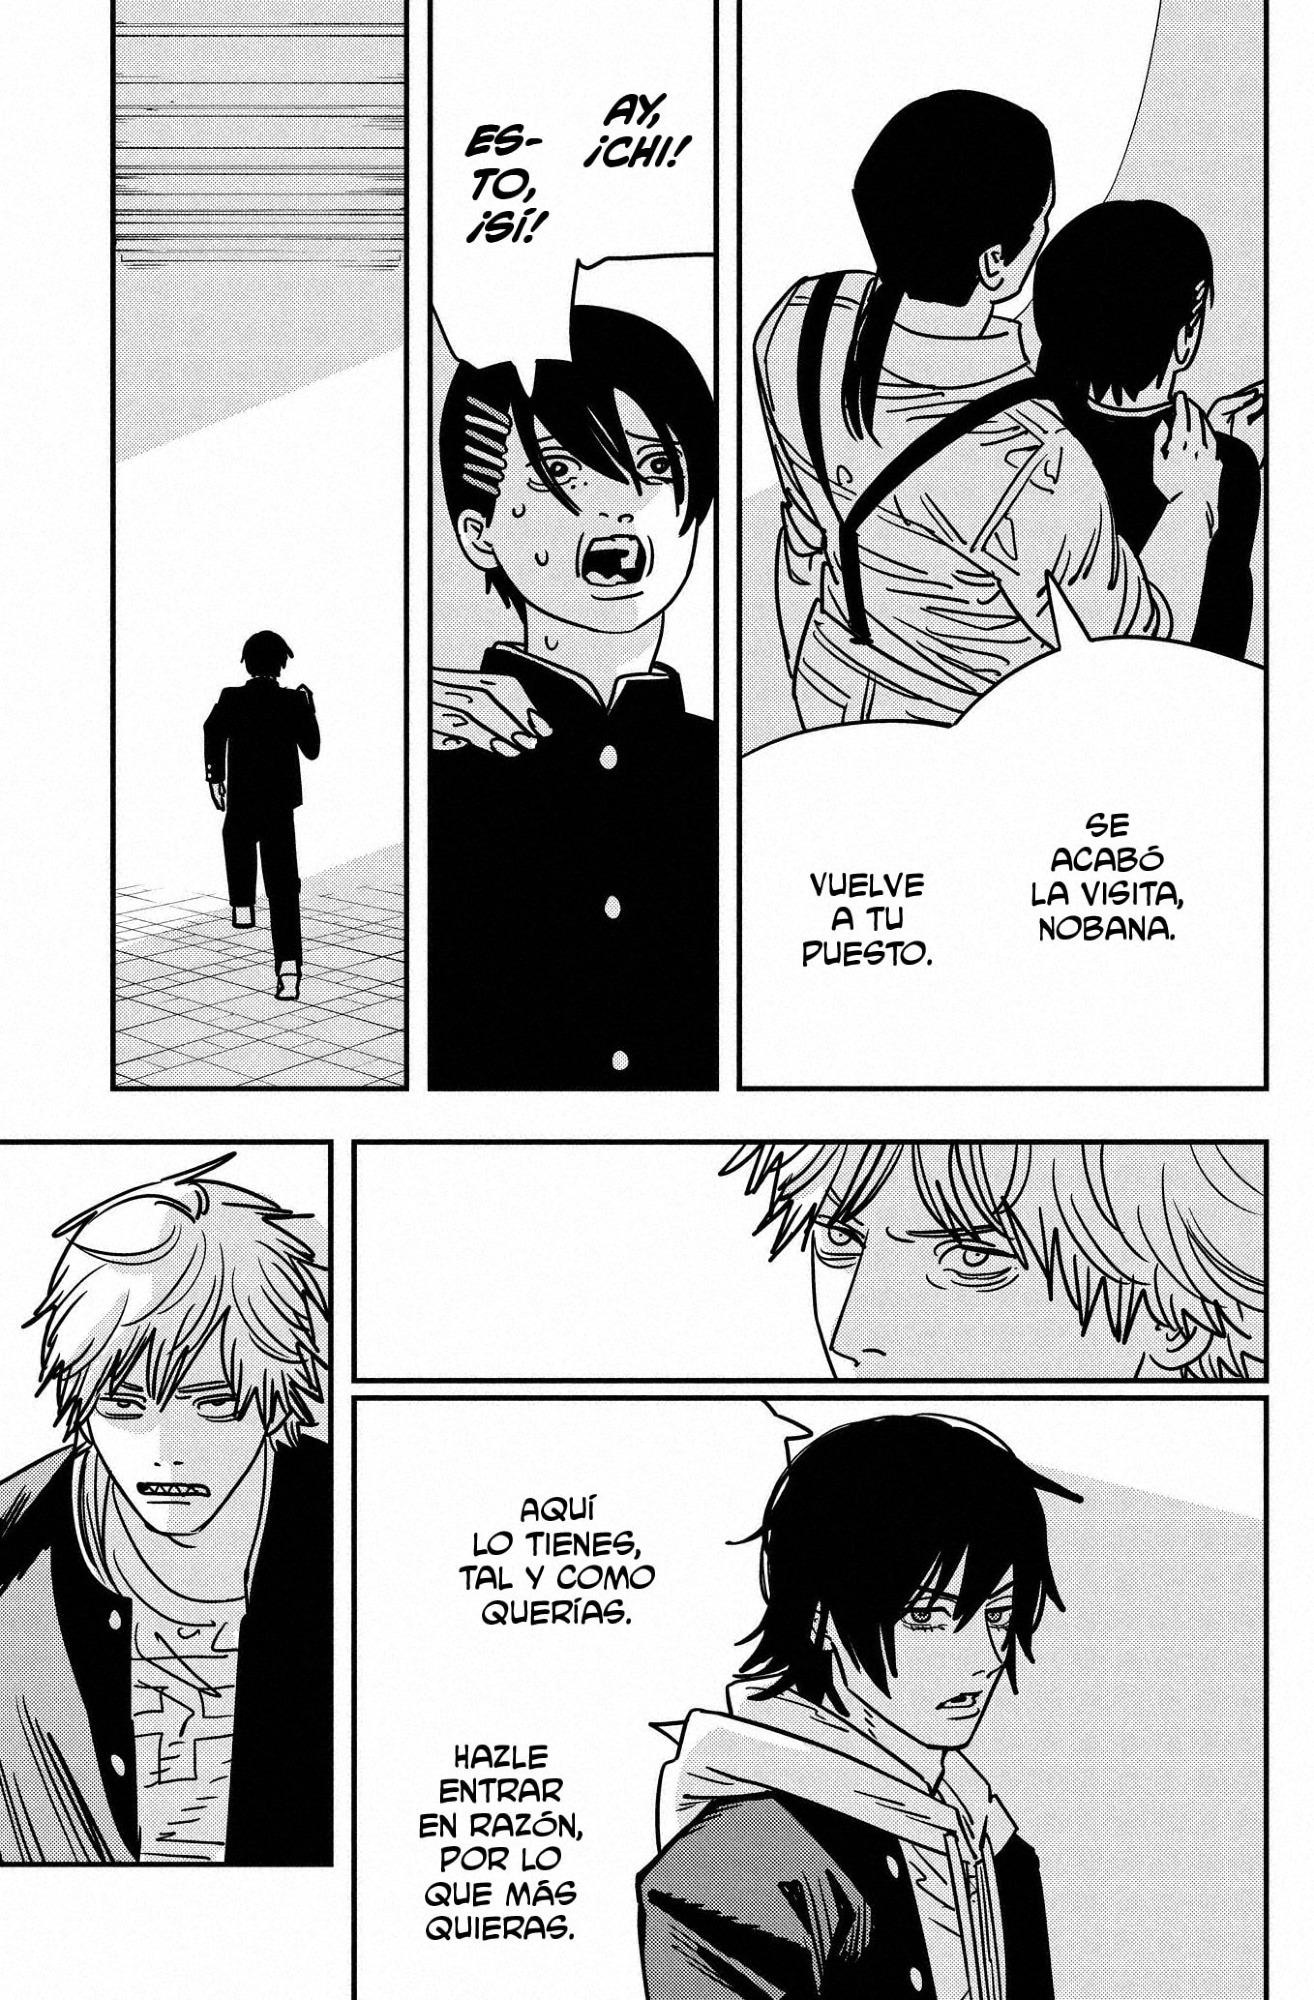 SE
ACABÓ
LA VISITA,
NOBANA.
VUELVE
A TU
PUESTO.
AY,
¡CHI!
ES-
TO,
¡SÍ!
AQUÍ
LO TIENES,
TAL Y COMO
QUERÍAS.
HAZLE
ENTRAR
EN RAZÓN,
POR LO
QUE MÁS
QUIERAS.